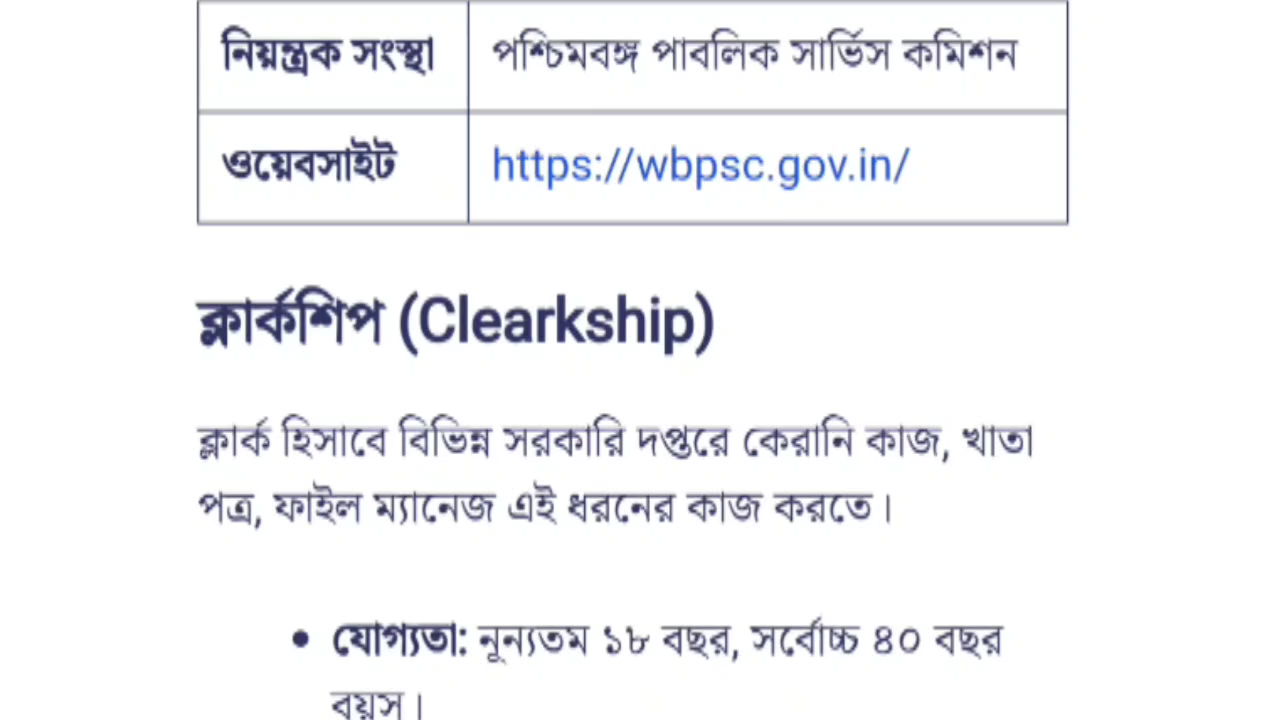 নিয়ন্ত্রক সংস্থা পশ্চিমবঙ্গ পাবলিক সার্ভিস কমিশন
ওয়েবসাইট https://wbpsc.gov.in/
ক্লার্কশিপ (Clearkship)
ক্লার্ক হিসাবে বিভিন্ন সরকারি দপ্তরে কেরানি কাজ, খাতা
পত্র, ফাইল ম্যানেজ এই ধরনের কাজ করতে।
• যোগ্যতা: নূন্যতম ১৮ বছর, সর্বোচ্চ ৪০ বছর
বয়স।